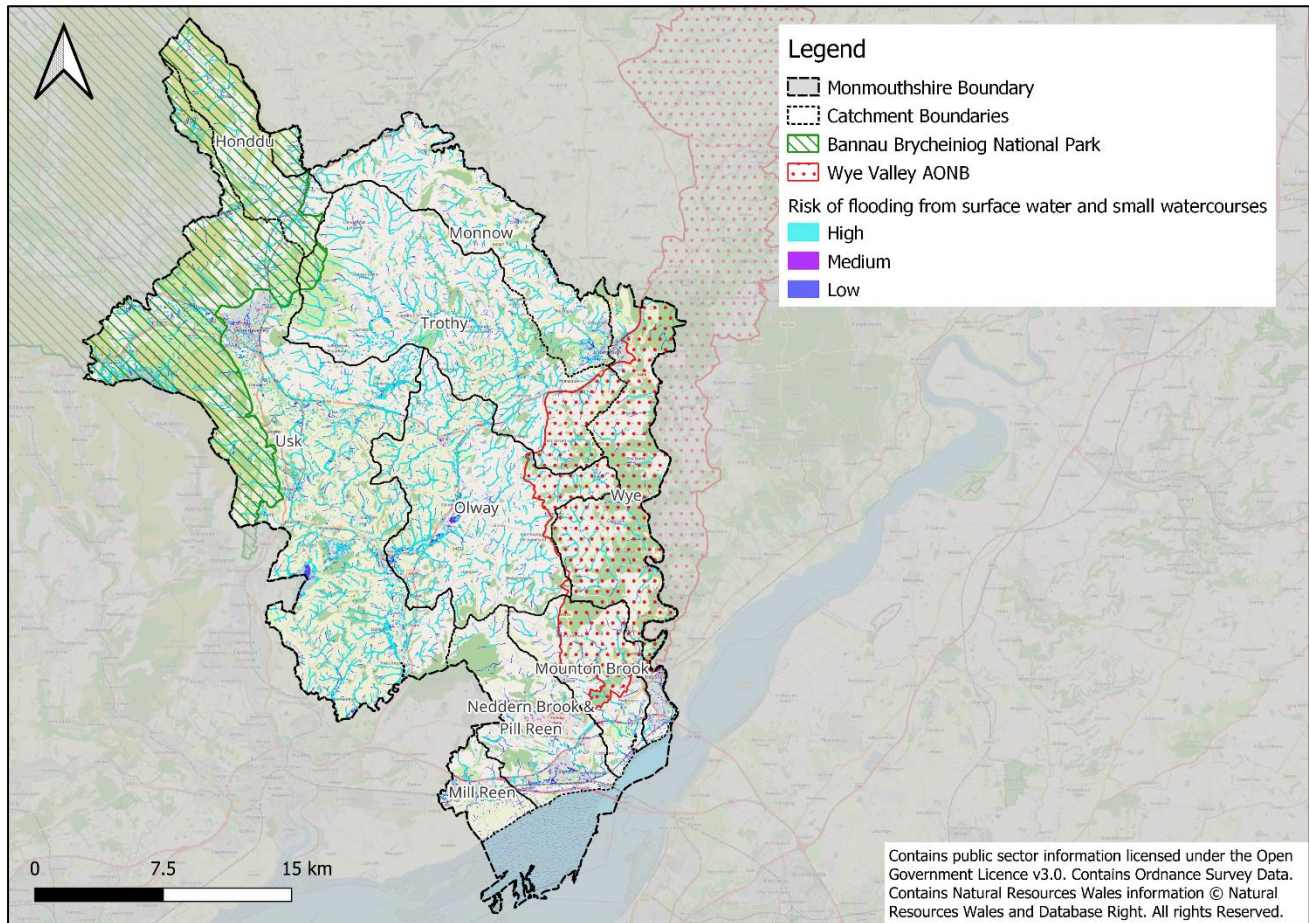 Legend
Monmouthshire Boundary
Catchment Boundaries
Bannau Brycheiniog National Park
Wye Valley AONB
Risk of flooding from surface water and small watercourses
High
Medium
Low
Honddu
Monnow
Trothy
Usk
Olway
Wye
Mounton Brook
Neddern Brook &
Pill Reen
Mill Reen
0 7.5 15 km
Contains public sector information licensed under the Open
Government Licence v3.0. Contains Ordnance Survey Data.
Contains Natural Resources Wales information © Natural
Resources Wales and Database Right. All rights Reserved.